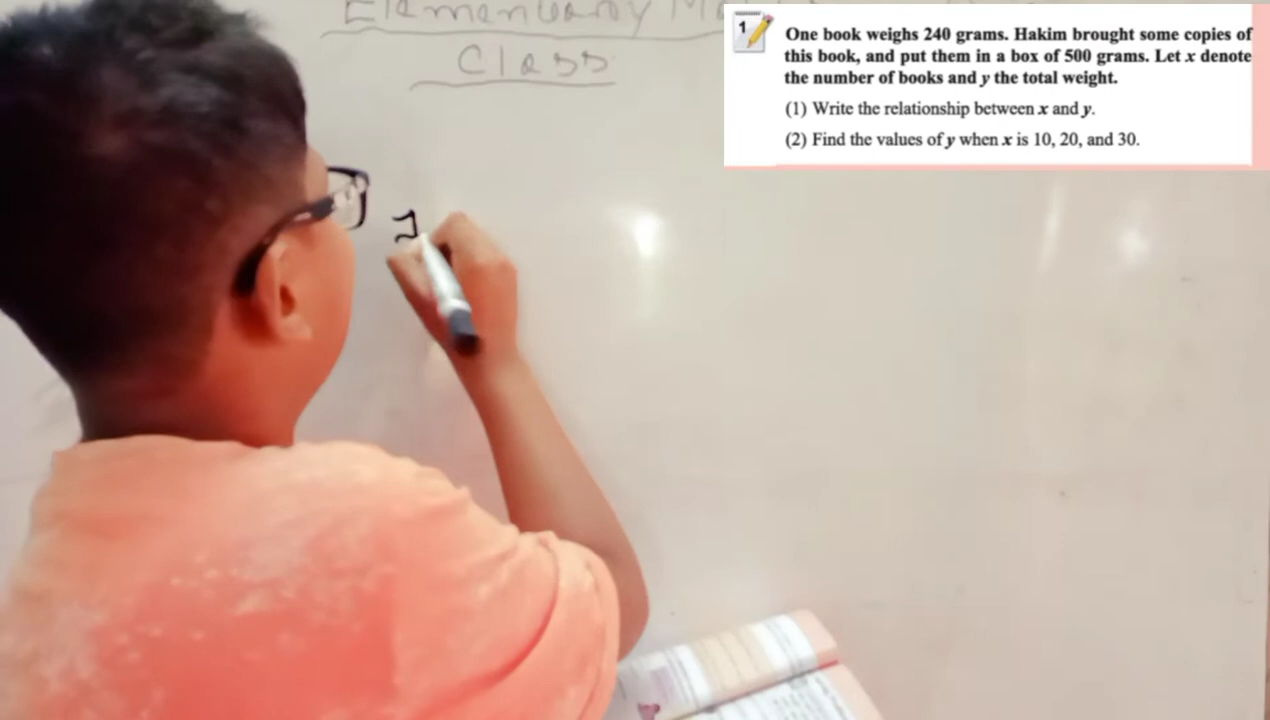 Elementary
Class
1
One book weighs 240 grams. Hakim brought some copies of
this book, and put them in a box of 500 grams. Let x denote
the number of books and y the total weight.
(1) Write the relationship between x and y.
(2) Find the values of y when x is 10, 20, and 30.